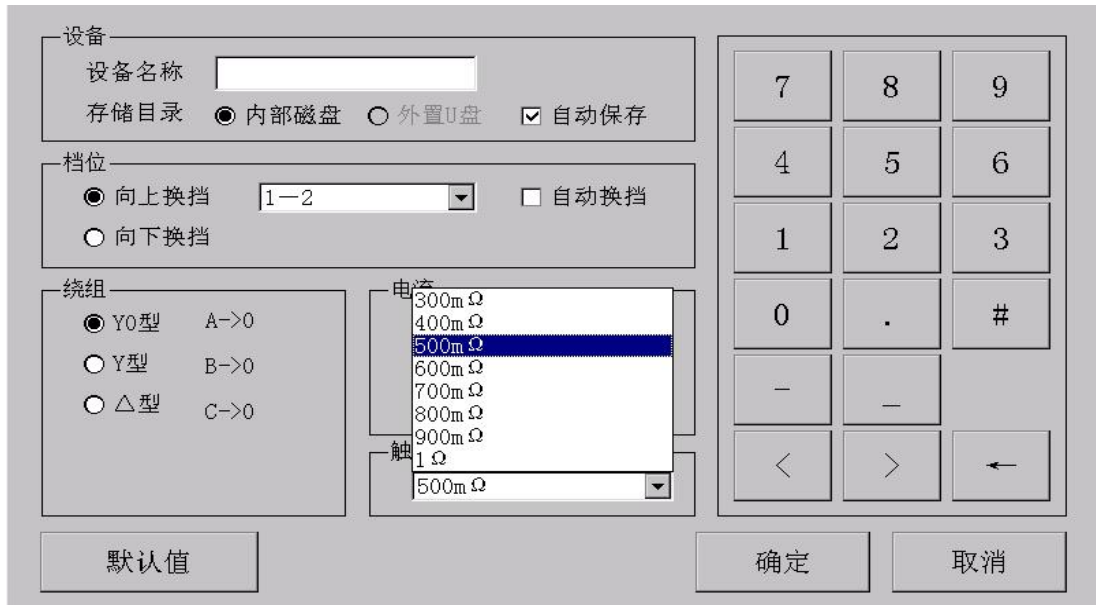 设备
设备名称
存储目录 内部磁盘 外置U盘 自动保存
档位
向上换挡 1—2 自动换挡
向下换挡
绕组
Y0型 A->0
Y型 B->0
△型 C->0
300mΩ
400mΩ
500mΩ
600mΩ
700mΩ
800mΩ
900mΩ
1Ω
触
500mΩ
7 8 9
4 5 6
1 2 3
0 . #
- _
< > ←
默认值 确定 取消